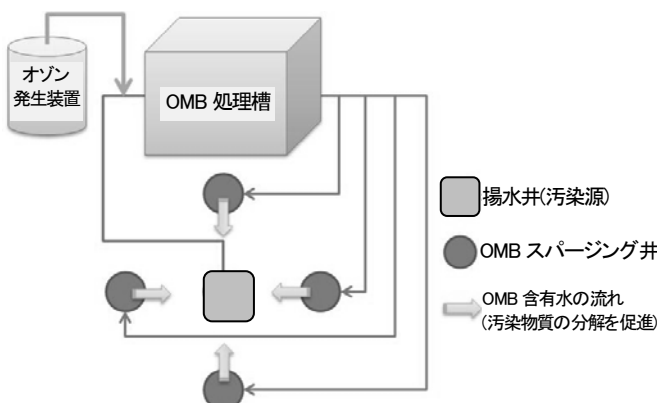 オゾン
発生装置
OMB 処理槽
揚水井(汚染源)
OMB スパージング井
OMB 含有水の流れ
(汚染物質の分解を促進)